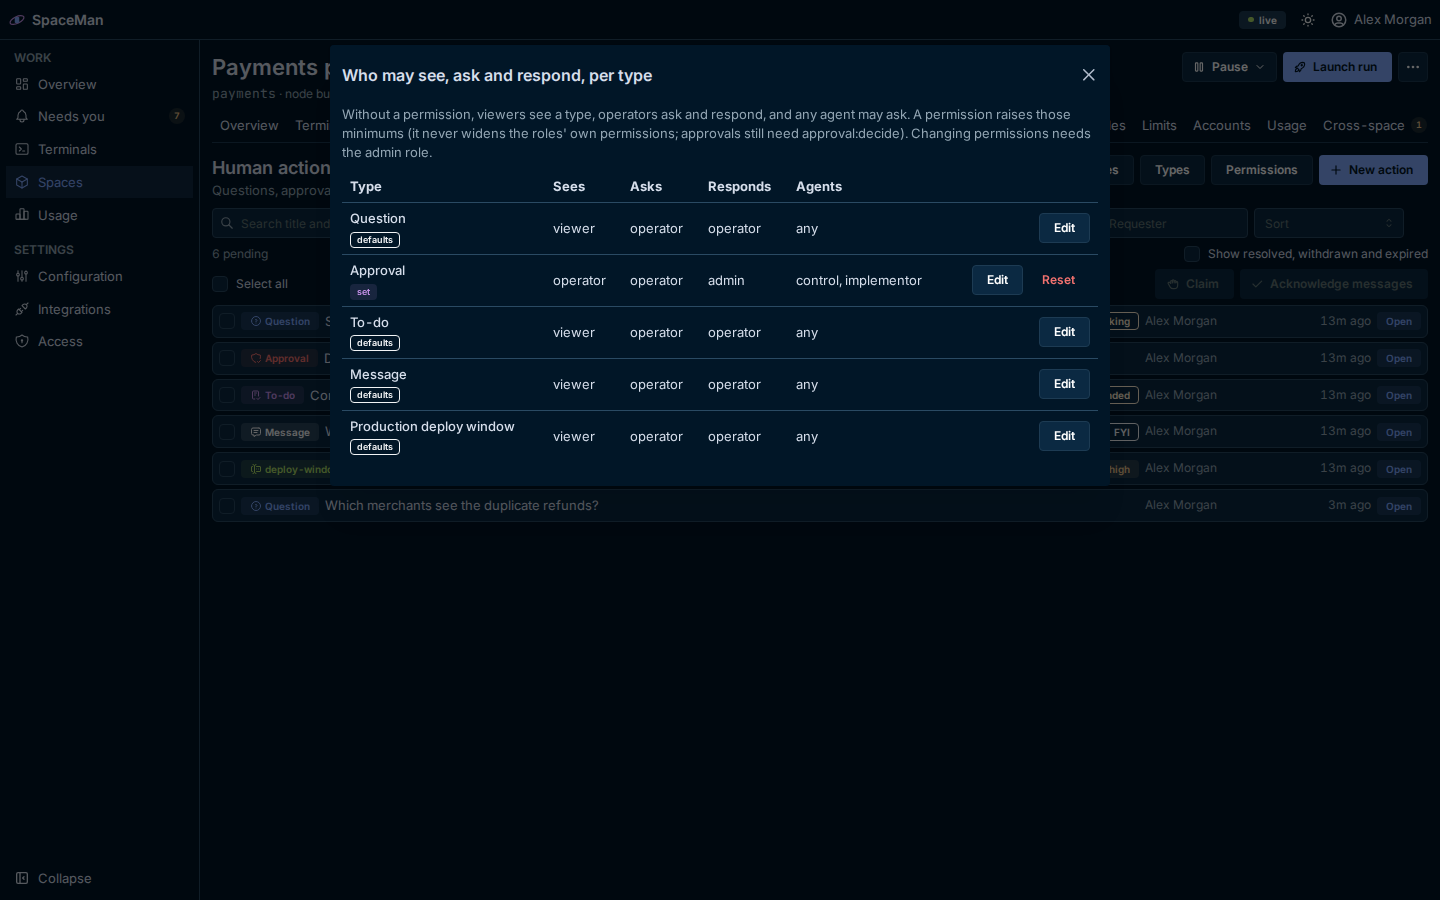 SpaceMan
live
Alex Morgan
WORK
Overview
Needs you
7
Terminals
Spaces
Usage
SETTINGS
Configuration
Integrations
Access
Collapse
Payments
payments · node
Pause
Launch run
Overview
Limits
Accounts
Usage
Cross-space
1
Human action
Questions,
Types
Permissions
New action
Search title and
Requester
Sort
6 pending
Show resolved, withdrawn and expired
Select all
Claim
Acknowledge messages
Question
Alex Morgan
13m ago
Open
Approval
Alex Morgan
13m ago
Open
To-do
Alex Morgan
13m ago
Open
Message
FYI
Alex Morgan
13m ago
Open
high
Alex Morgan
13m ago
Open
Question
Which merchants see the duplicate refunds?
Alex Morgan
3m ago
Open
Who may see, ask and respond, per type
Without a permission, viewers see a type, operators ask and respond, and any agent may ask. A permission raises those
minimums (it never widens the roles' own permissions; approvals still need approval:decide). Changing permissions needs
the admin role.
Type Sees Asks Responds Agents
Question
defaults
viewer operator operator any Edit
Approval
set
operator operator admin control, implementor Edit Reset
To-do
defaults
viewer operator operator any Edit
Message
defaults
viewer operator operator any Edit
Production deploy window
defaults
viewer operator operator any Edit